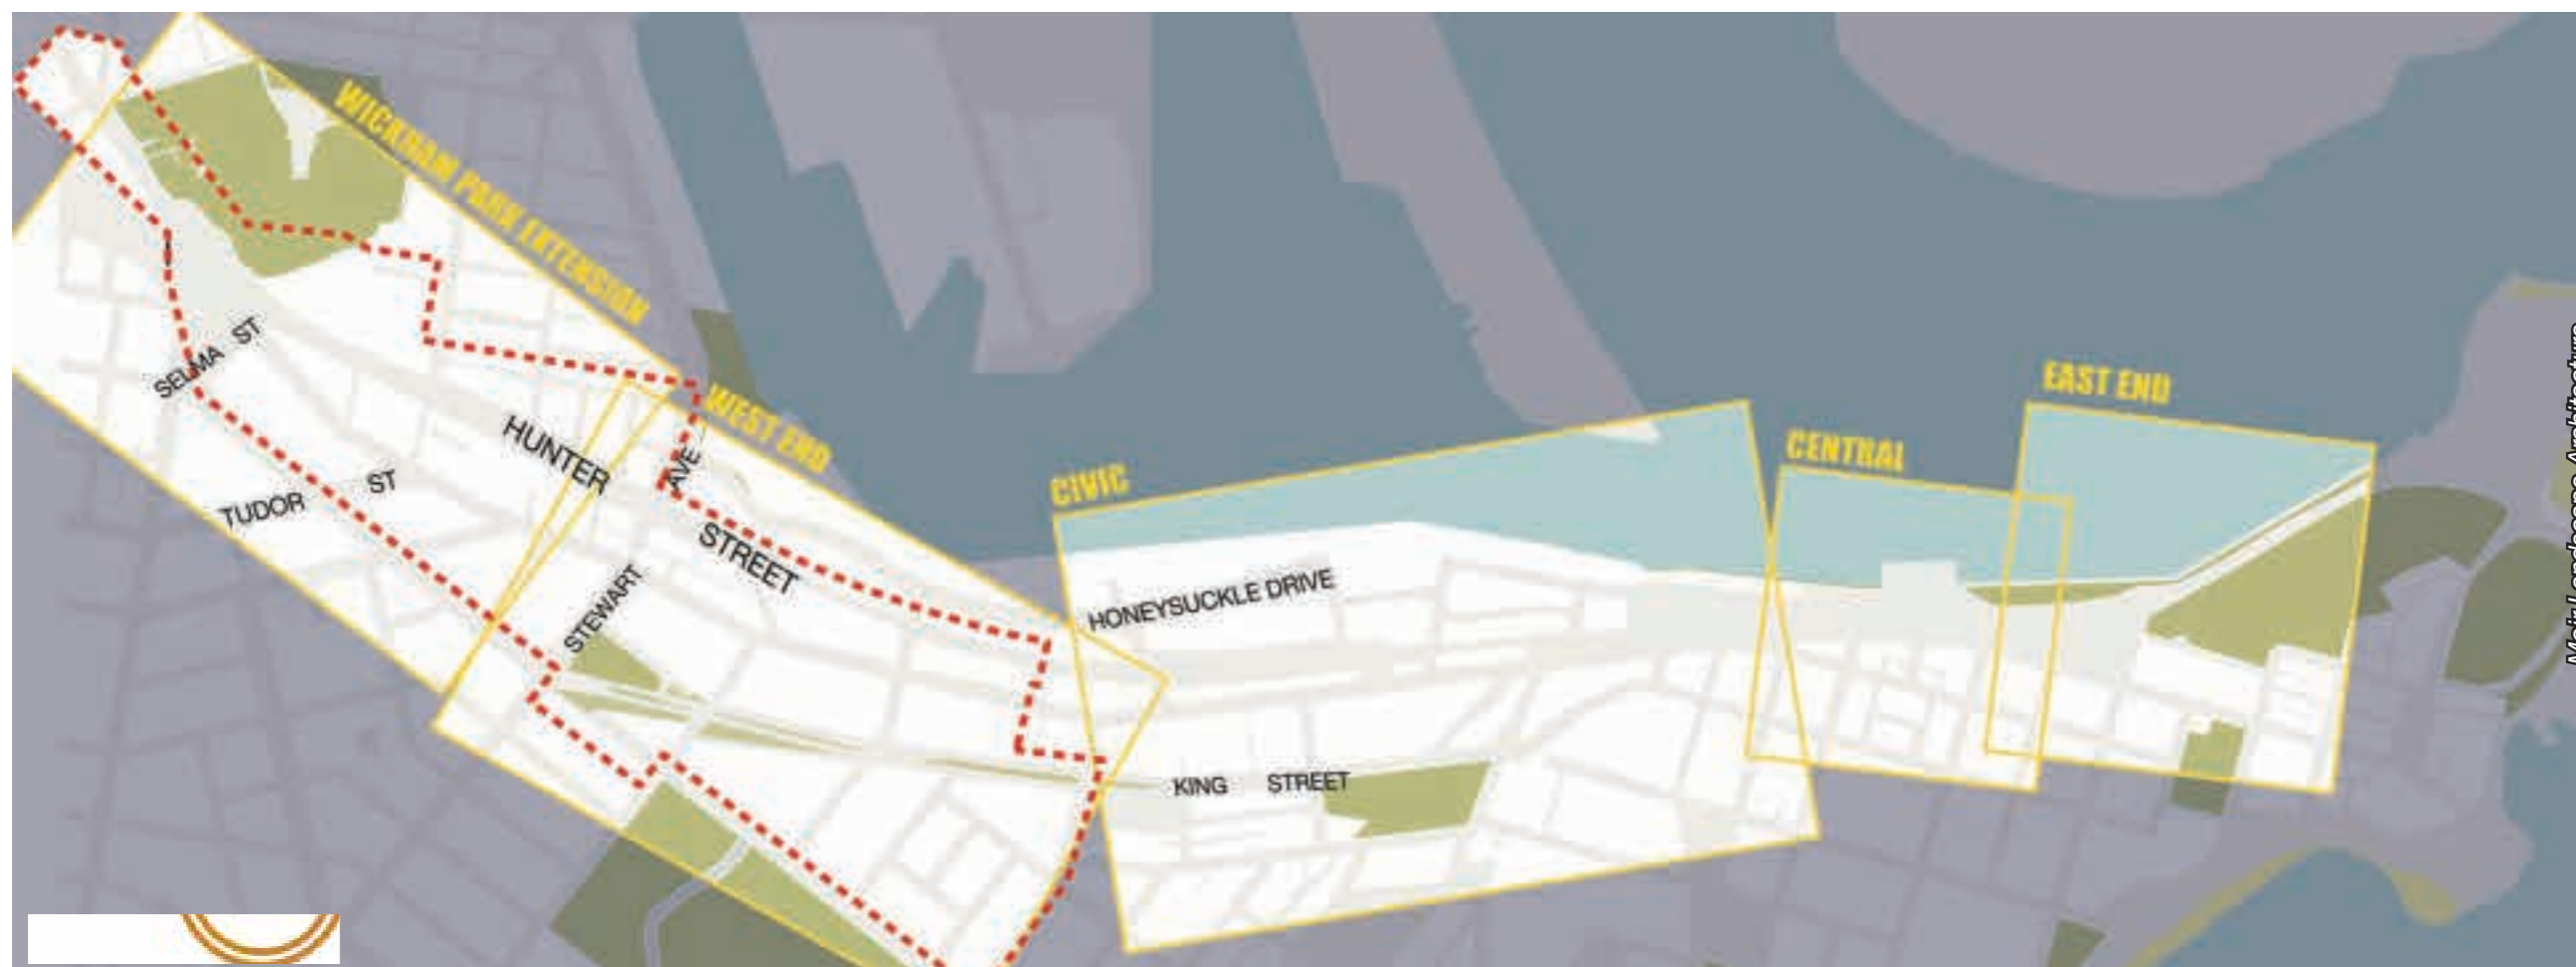 WICKHAM PARK EXTENSION
WEST END
CIVIC
CENTRAL
EAST END
SELMA ST
TUDOR ST
HUNTER
STREET
STEWART
AVE
HONEYSUCKLE DRIVE
KING STREET